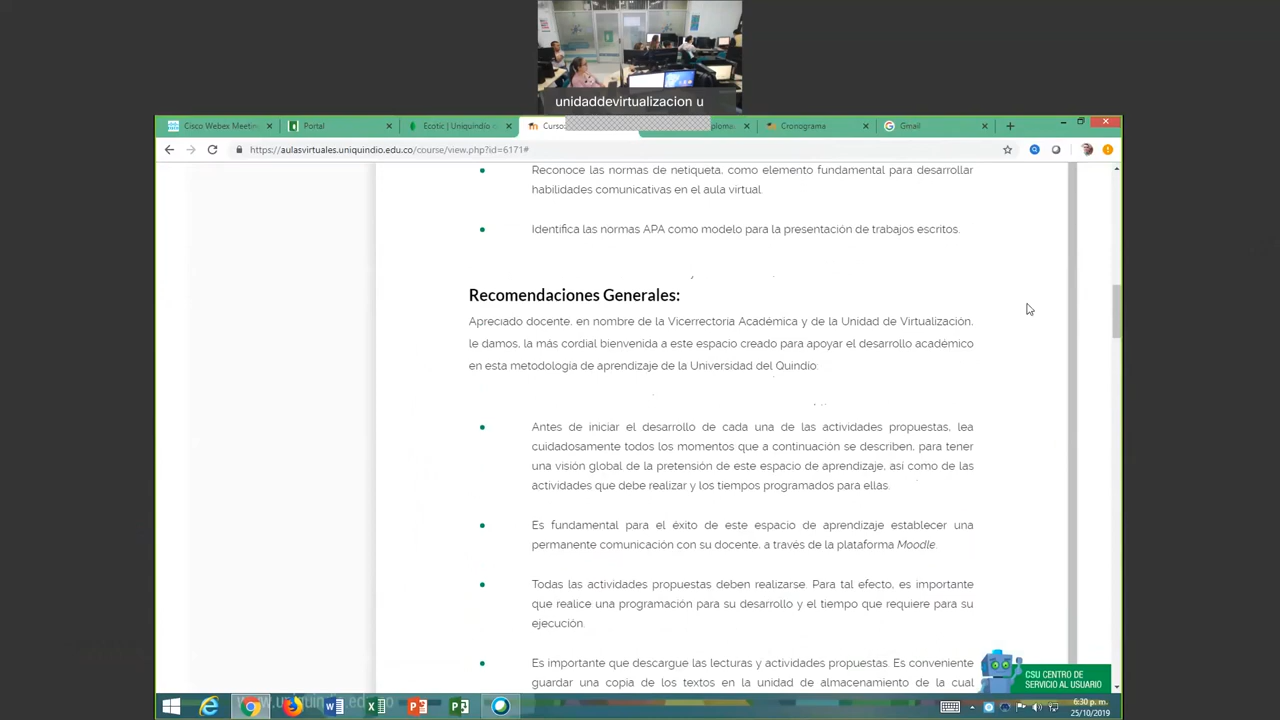 unidaddevirtualizacion u
Cisco Webex Meetin
Portal
Ecotic | Uniquindío
Curso
Cronograma
Gmail
https://aulasvirtuales.uniquindio.edu.co/course/view.php?id=6171#
Reconoce las normas de netiqueta, como elemento fundamental para desarrollar
habilidades comunicativas en el aula virtual.
Identifica las normas APA como modelo para la presentación de trabajos escritos.
Recomendaciones Generales:
Apreciado docente, en nombre de la Vicerrectoría Académica y de la Unidad de Virtualización,
le damos, la más cordial bienvenida a este espacio creado para apoyar el desarrollo académico
en esta metodología de aprendizaje de la Universidad del Quindío:
Antes de iniciar el desarrollo de cada una de las actividades propuestas, lea
cuidadosamente todos los momentos que a continuación se describen, para tener
una visión global de la pretensión de este espacio de aprendizaje, así como de las
actividades que debe realizar y los tiempos programados para ellas.
Es fundamental para el éxito de este espacio de aprendizaje establecer una
permanente comunicación con su docente, a través de la plataforma Moodle.
Todas las actividades propuestas deben realizarse. Para tal efecto, es importante
que realice una programación para su desarrollo y el tiempo que requiere para su
ejecución.
Es importante que descargue las lecturas y actividades propuestas. Es conveniente
guardar una copia de los textos en la unidad de almacenamiento de la cual
CSU CENTRO DE
SERVICIO AL USUARIO
6:30 p. m.
25/10/2019